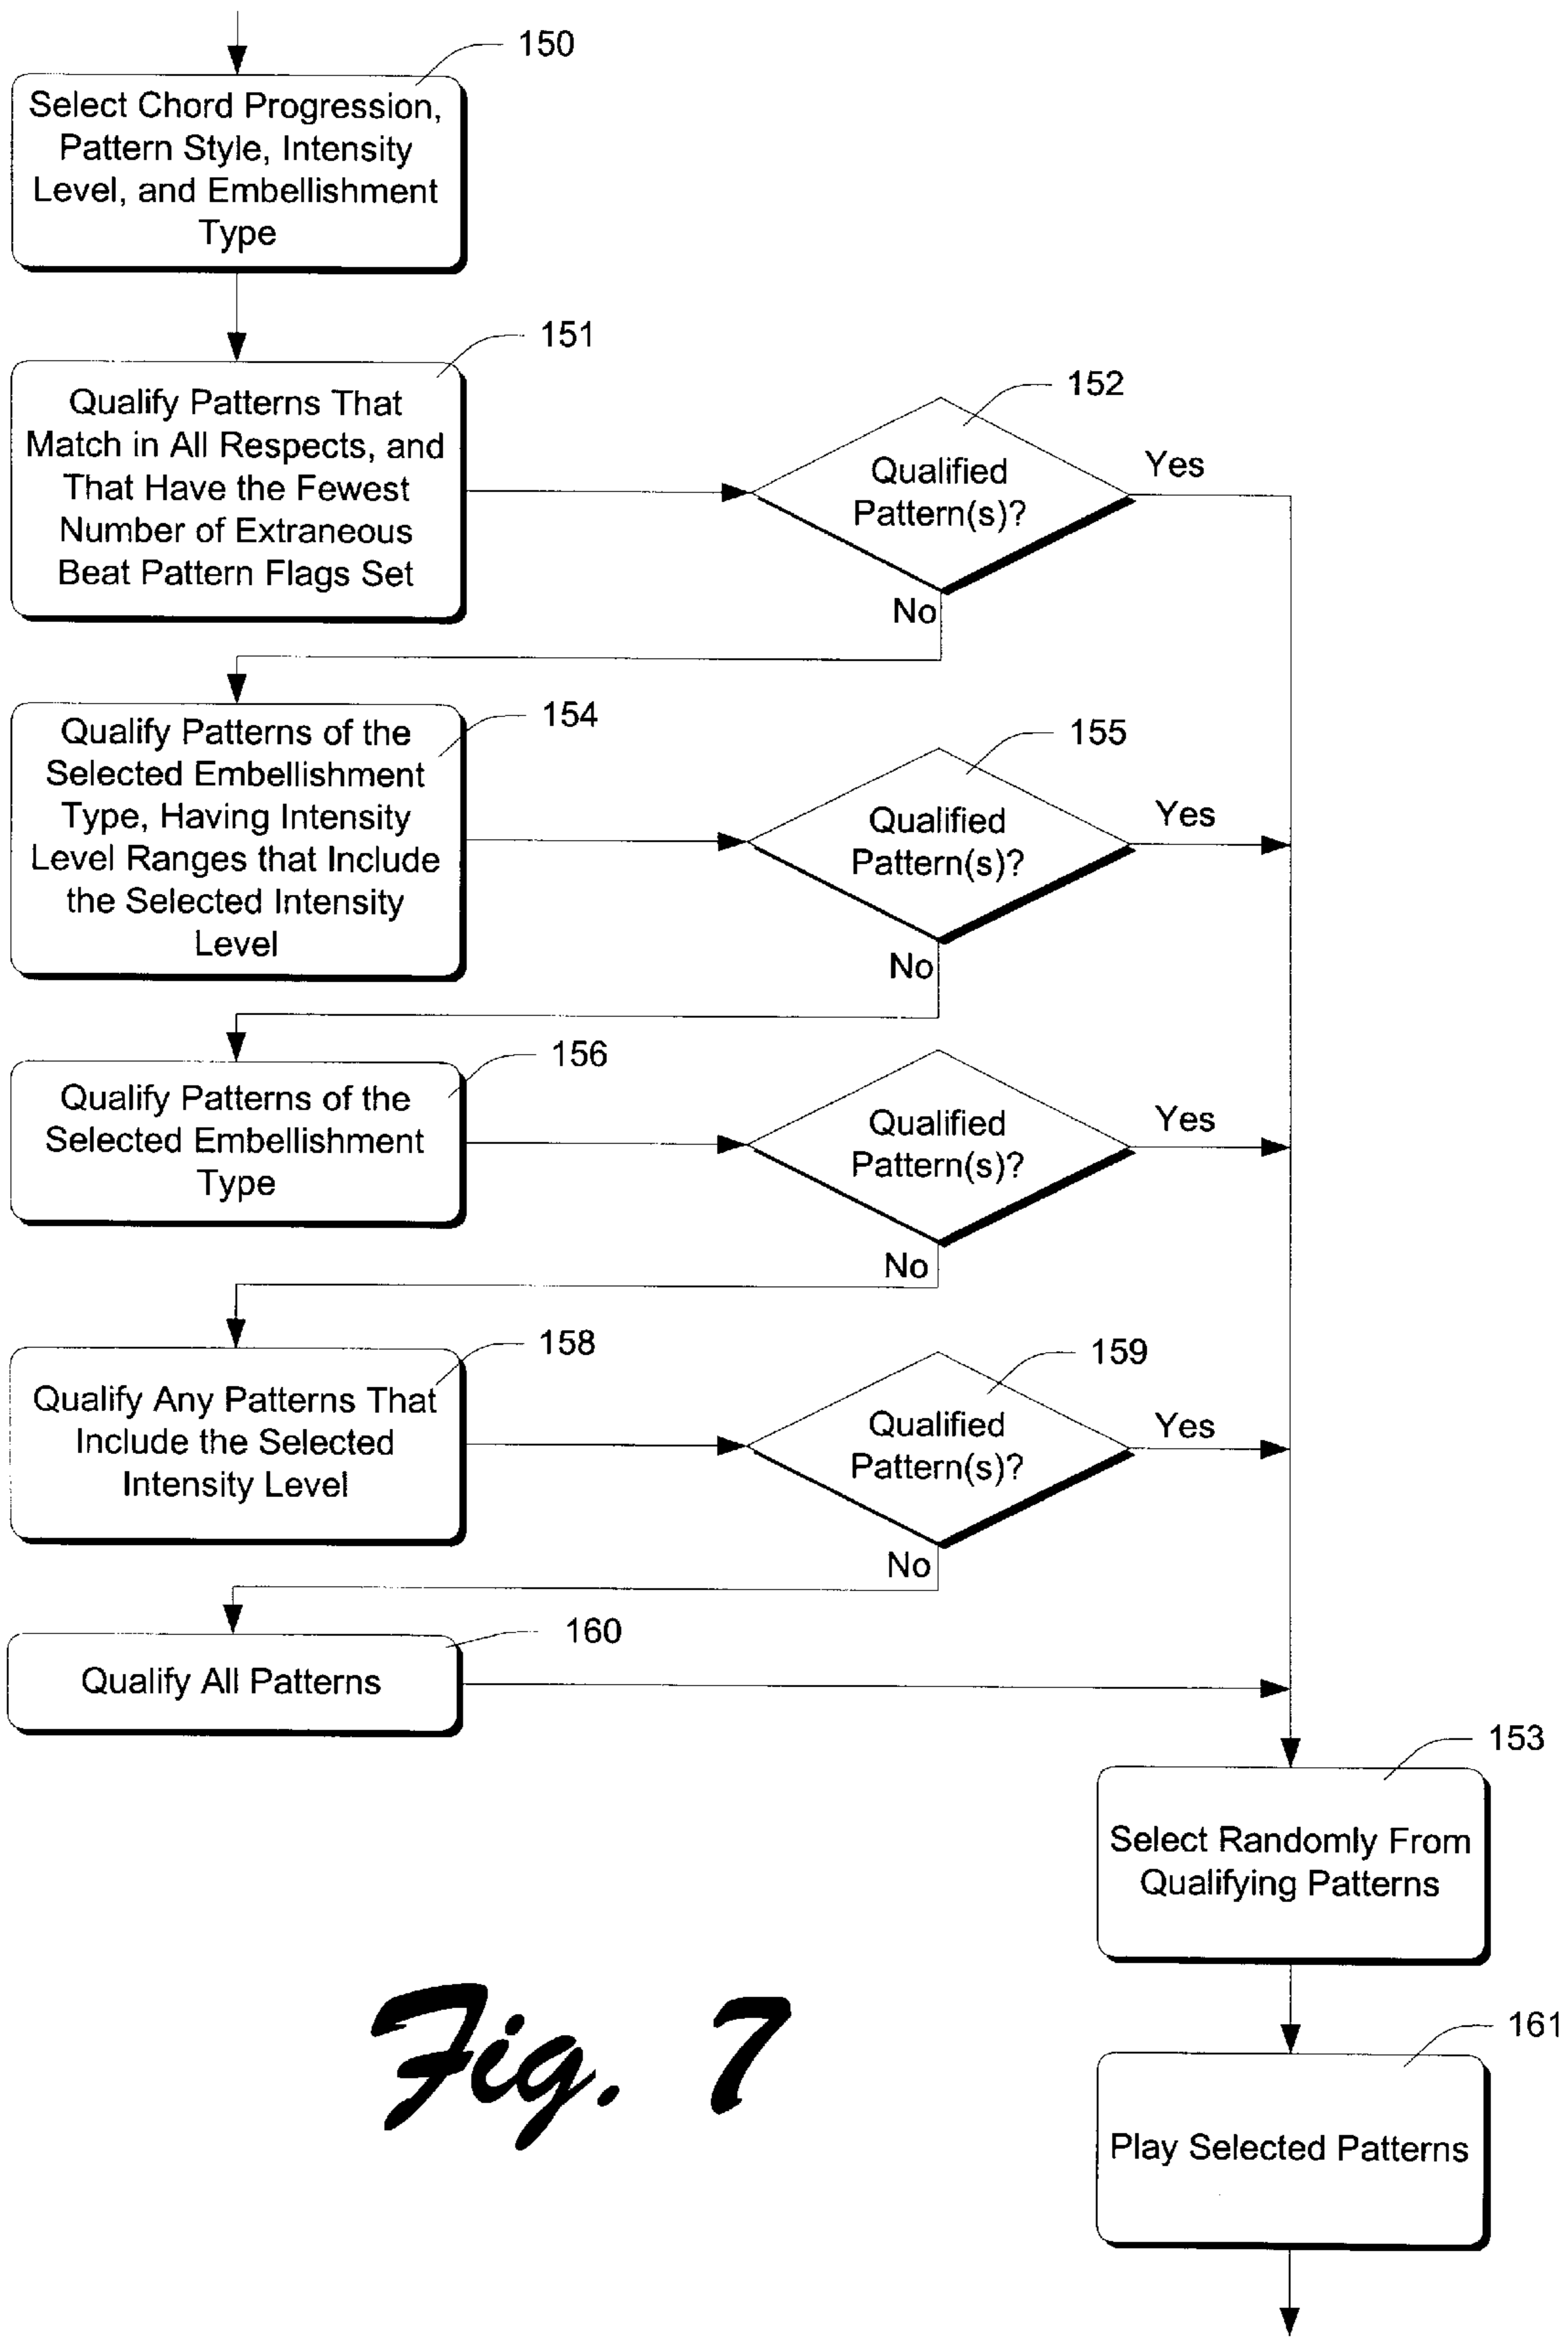 150
Select Chord Progression,
Pattern Style, Intensity
Level, and Embellishment
Type
151
Qualify Patterns That
Match in All Respects, and
That Have the Fewest
Number of Extraneous
Beat Pattern Flags Set
152
Qualified
Pattern(s)?
Yes
No
154
Qualify Patterns of the
Selected Embellishment
Type, Having Intensity
Level Ranges that Include
the Selected Intensity
Level
155
Qualified
Pattern(s)?
Yes
No
156
Qualify Patterns of the
Selected Embellishment
Type
Qualified
Pattern(s)?
Yes
No
158
Qualify Any Patterns That
Include the Selected
Intensity Level
159
Qualified
Pattern(s)?
Yes
No
160
Qualify All Patterns
153
Select Randomly From
Qualifying Patterns
161
Play Selected Patterns
Fig. 7